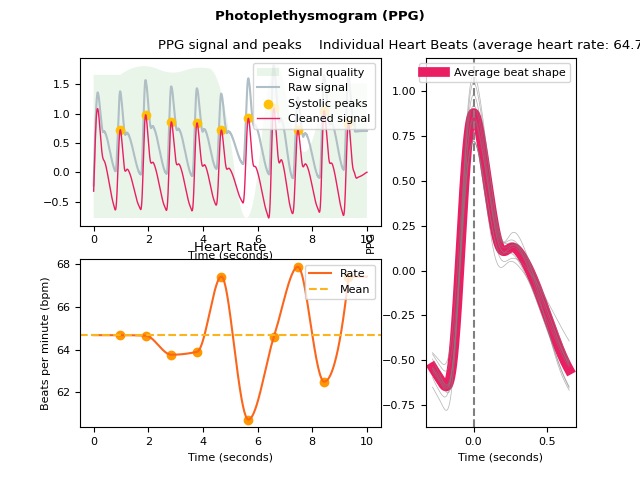 Photoplethysmogram (PPG)
PPG signal and peaks
Individual Heart Beats (average heart rate: 64.7
Signal quality
Raw signal
Systolic peaks
Cleaned signal
1.5
1.0
0.5
0.0
−0.5
0 2 4 6 8 10
Time (seconds)
Heart Rate
Rate
Mean
Beats per minute (bpm)
68
66
64
62
0 2 4 6 8 10
Time (seconds)
PPG
Average beat shape
1.00
0.75
0.50
0.25
0.00
−0.25
−0.50
−0.75
0.0 0.5
Time (seconds)